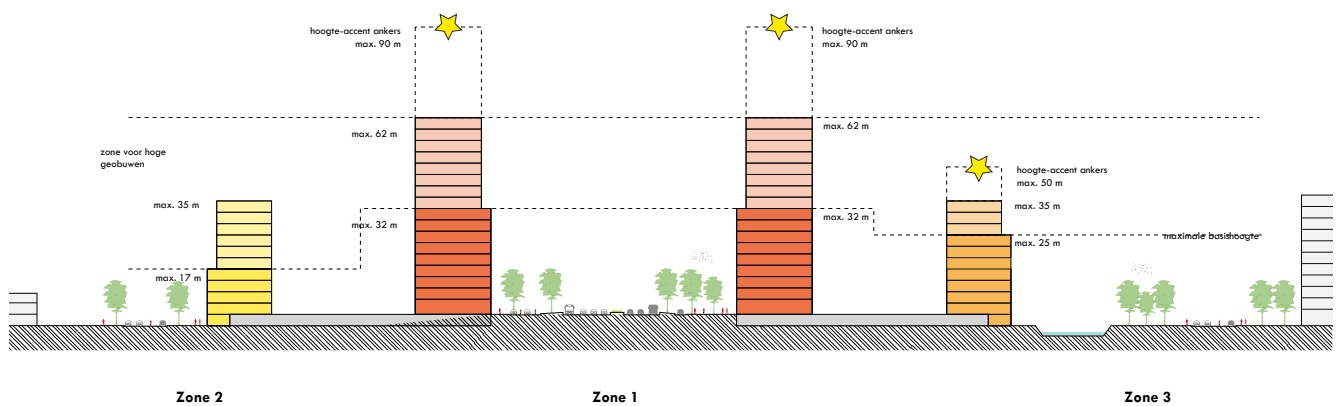 hoogte-accent ankers
max. 90 m
hoogte-accent ankers
max. 90 m
max. 62 m
max. 62 m
zone voor hoge
geobuwen
hoogte-accent ankers
max. 50 m
max. 35 m
max. 35 m
max. 32 m
max. 32 m
maximale basishoogte
max. 25 m
max. 17 m
Zone 2
Zone 1
Zone 3